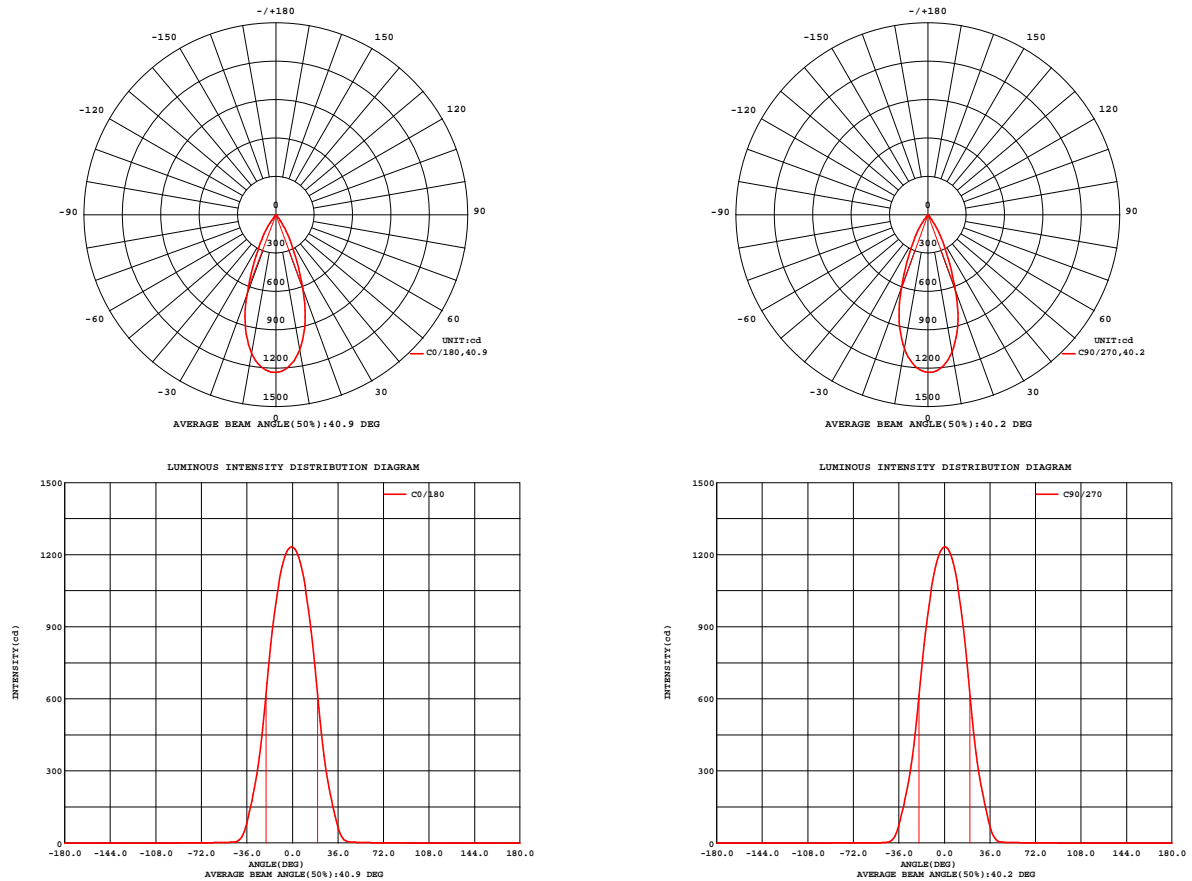 -/+180
-150
150
-120
120
-90
90
-60
60
-30
30
0
0
300
600
900
1200
1500
UNIT:cd
C0/180,40.9
AVERAGE BEAM ANGLE(50%):40.9 DEG
-/+180
-150
150
-120
120
-90
90
-60
60
-30
30
0
0
300
600
900
1200
1500
UNIT:cd
C90/270,40.2
AVERAGE BEAM ANGLE(50%):40.2 DEG
LUMINOUS INTENSITY DISTRIBUTION DIAGRAM
C0/180
1500
1200
900
600
300
0
INTENSITY(cd)
-180.0 -144.0 -108.0 -72.0 -36.0 0.0 36.0 72.0 108.0 144.0 180.0
ANGLE(DEG)
AVERAGE BEAM ANGLE(50%):40.9 DEG
LUMINOUS INTENSITY DISTRIBUTION DIAGRAM
C90/270
1500
1200
900
600
300
0
INTENSITY(cd)
-180.0 -144.0 -108.0 -72.0 -36.0 0.0 36.0 72.0 108.0 144.0 180.0
ANGLE(DEG)
AVERAGE BEAM ANGLE(50%):40.2 DEG